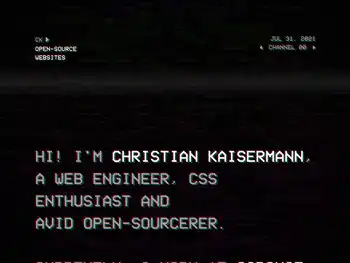 CK
JUL 31. 2021
OPEN-SOURCE
CHANNEL 00
WEBSITES
HI! I'M CHRISTIAN KAISERMANN,
A WEB ENGINEER, CSS
ENTHUSIAST AND
AVID OPEN-SOURCERER.